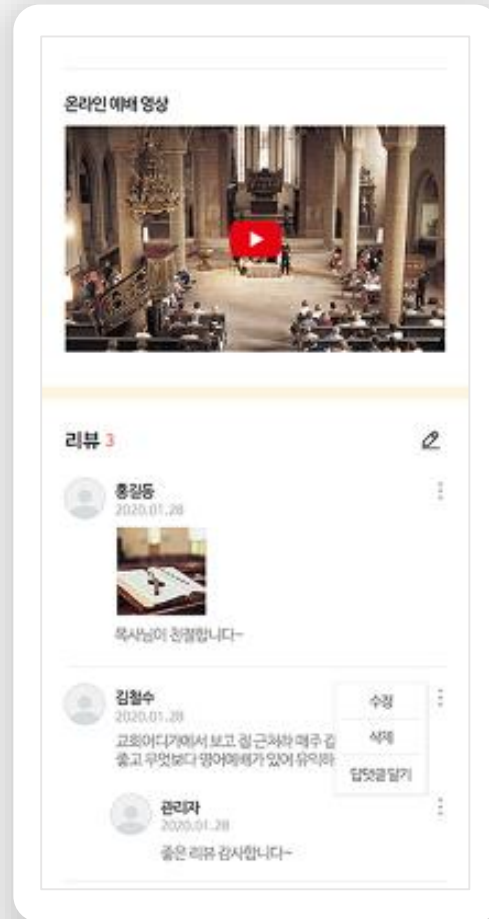 온라인 예배 영상
리뷰 3
홍길동
2020.01.28
목사님이 친절합니다~
김철수
2020.01.28
교회어디가에서 보고 집 근처라 매주
좋고 무엇보다 영어예배가 있어
수정
삭제
답댓글달기
관리자
2020.01.28
좋은 리뷰 감사합니다~